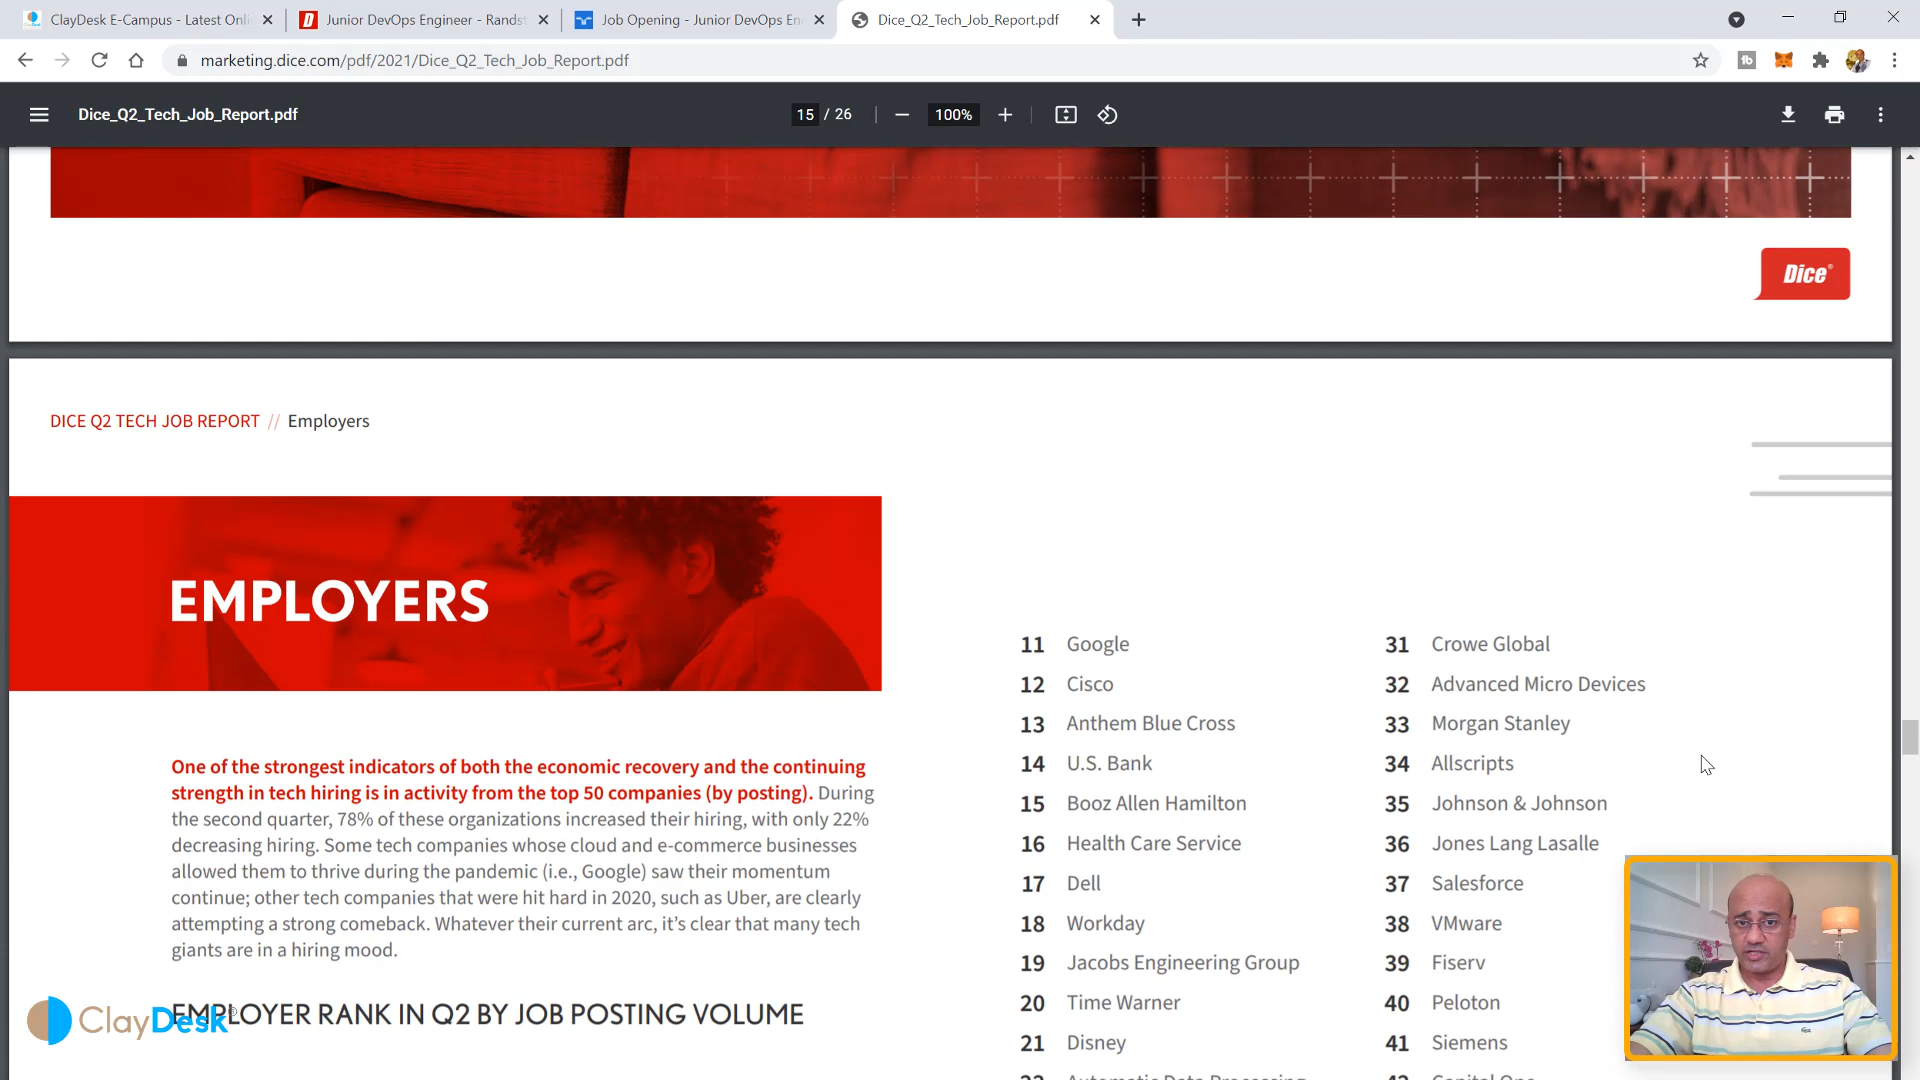 ClayDesk E-Campus - Latest Onli
Junior DevOps Engineer - Randst
Job Opening - Junior DevOps En
Dice_Q2_Tech_Job_Report.pdf
marketing.dice.com/pdf/2021/Dice_Q2_Tech_Job_Report.pdf
Dice_Q2_Tech_Job_Report.pdf
15 / 26
100%
Dice®
DICE Q2 TECH JOB REPORT // Employers
EMPLOYERS
One of the strongest indicators of both the economic recovery and the continuing
strength in tech hiring is in activity from the top 50 companies (by posting). During
the second quarter, 78% of these organizations increased their hiring, with only 22%
decreasing hiring. Some tech companies whose cloud and e-commerce businesses
allowed them to thrive during the pandemic (i.e., Google) saw their momentum
continue; other tech companies that were hit hard in 2020, such as Uber, are clearly
attempting a strong comeback. Whatever their current arc, it's clear that many tech
giants are in a hiring mood.
EMPLOYER RANK IN Q2 BY JOB POSTING VOLUME
11 Google
12 Cisco
13 Anthem Blue Cross
14 U.S. Bank
15 Booz Allen Hamilton
16 Health Care Service
17 Dell
18 Workday
19 Jacobs Engineering Group
20 Time Warner
21 Disney
31 Crowe Global
32 Advanced Micro Devices
33 Morgan Stanley
34 Allscripts
35 Johnson & Johnson
36 Jones Lang Lasalle
37 Salesforce
38 VMware
39 Fiserv
40 Peloton
41 Siemens
ClayDesk®